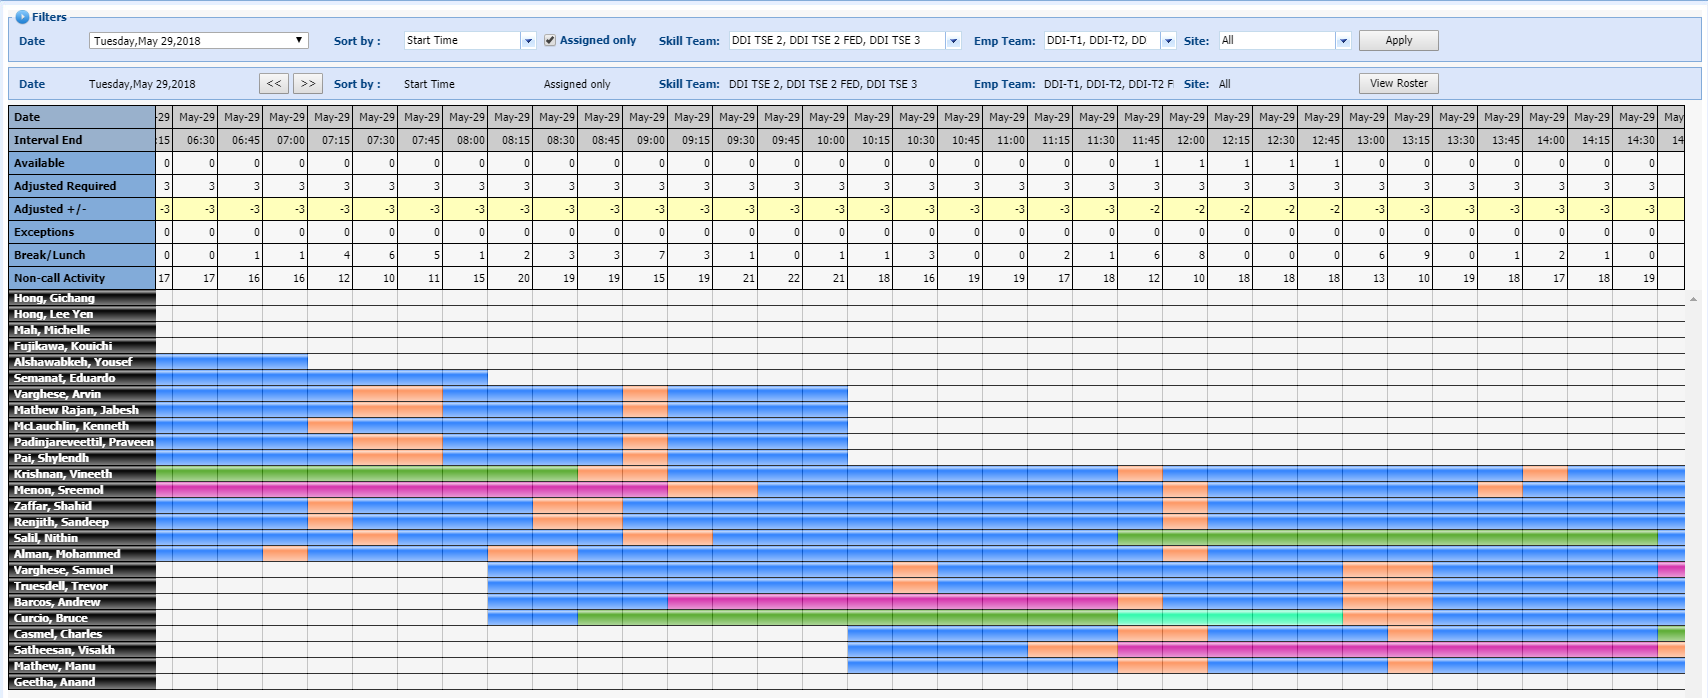 Filters
Date Tuesday,May 29,2018 Sort by : Start Time Assigned only Skill Team: DDI TSE 2, DDI TSE 2 FED, DDI TSE 3 Emp Team: DDI-T1, DDI-T2, DD Site: All Apply
Date Tuesday,May 29,2018 << >> Sort by : Start Time Assigned only Skill Team: DDI TSE 2, DDI TSE 2 FED, DDI TSE 3 Emp Team: DDI-T1, DDI-T2, DDI-T2 F Site: All View Roster
Date -29 May-29 May-29 May-29 May-29 May-29 May-29 May-29 May-29 May-29 May-29 May-29 May-29 May-29 May-29 May-29 May-29 May-29 May-29 May-29 May-29 May-29 May-29 May-29 May-29 May-29 May-29 May-29 May-29 May-29 May-29 May-29 May-29 May-29 May
Interval End :15 06:30 06:45 07:00 07:15 07:30 07:45 08:00 08:15 08:30 08:45 09:00 09:15 09:30 09:45 10:00 10:15 10:30 10:45 11:00 11:15 11:30 11:45 12:00 12:15 12:30 12:45 13:00 13:15 13:30 13:45 14:00 14:15 14:30 14
Available 0 0 0 0 0 0 0 0 0 0 0 0 0 0 0 0 0 0 0 0 0 0 1 1 1 1 1 0 0 0 0 0 0 0
Adjusted Required 3 3 3 3 3 3 3 3 3 3 3 3 3 3 3 3 3 3 3 3 3 3 3 3 3 3 3 3 3 3 3 3 3 3
Adjusted +/- -3 -3 -3 -3 -3 -3 -3 -3 -3 -3 -3 -3 -3 -3 -3 -3 -3 -3 -3 -3 -3 -3 -2 -2 -2 -2 -2 -3 -3 -3 -3 -3 -3 -3
Exceptions 0 0 0 0 0 0 0 0 0 0 0 0 0 0 0 0 0 0 0 0 0 0 0 0 0 0 0 0 0 0 0 0 0 0
Break/Lunch 0 0 1 1 4 6 5 1 2 3 3 7 3 1 0 1 1 3 0 0 2 1 6 8 0 0 0 6 9 0 1 2 1 0
Non-call Activity 17 17 16 16 12 10 11 15 20 19 19 15 19 21 22 21 18 16 19 19 17 18 12 10 18 18 18 13 10 19 18 17 18 19
Hong, Gichang
Hong, Lee Yen
Mah, Michelle
Fujikawa, Kouichi
Alshawabkeh, Yousef
Semanat, Eduardo
Varghese, Arvin
Mathew Rajan, Jabesh
McLauchlin, Kenneth
Padinjareveettil, Praveen
Pai, Shylendh
Krishnan, Vineeth
Menon, Sreemol
Zaffar, Shahid
Renjith, Sandeep
Salil, Nithin
Alman, Mohammed
Varghese, Samuel
Truesdell, Trevor
Barcos, Andrew
Curcio, Bruce
Casmel, Charles
Satheesan, Visakh
Mathew, Manu
Geetha, Anand